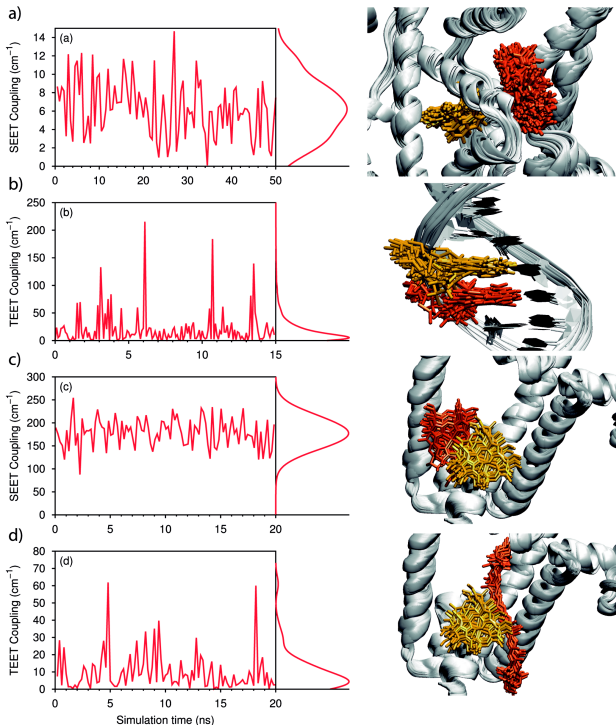 a)
(a)
SEET Coupling (cm⁻¹)
14
12
10
8
6
4
2
0
0 10 20 30 40 50
b)
(b)
TEET Coupling (cm⁻¹)
250
200
150
100
50
0
0 5 10 15
c)
(c)
SEET Coupling (cm⁻¹)
300
250
200
150
100
50
0
0 5 10 15 20
d)
(d)
TEET Coupling (cm⁻¹)
80
70
60
50
40
30
20
10
0
0 5 10 15 20
Simulation time (ns)